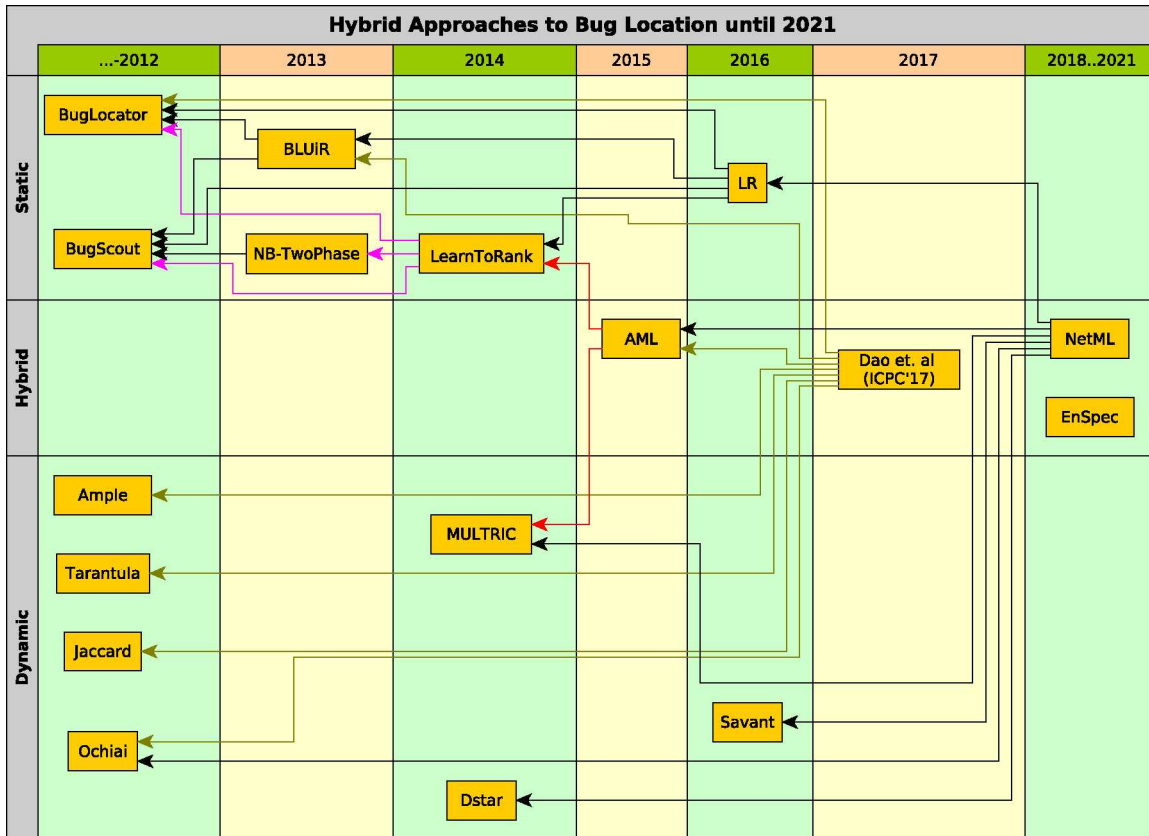 Hybrid Approaches to Bug Location until 2021
...-2012
2013
2014
2015
2016
2017
2018..2021
Static
BugLocator
BLUiR
LR
BugScout
NB-TwoPhase
LearnToRank
Hybrid
AML
NetML
Dao et. al
(ICPC'17)
EnSpec
Dynamic
Ample
MULTRIC
Tarantula
Jaccard
Savant
Ochiai
Dstar